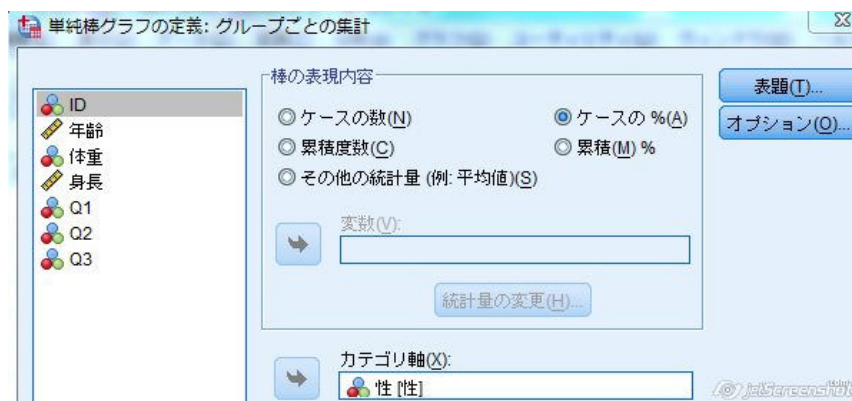 単純棒グラフの定義: グループごとの集計
ID
年齢
体重
身長
Q1
Q2
Q3
棒の表現内容
ケースの数(N)
ケースの %(A)
累積度数(C)
累積(M) %
その他の統計量 (例: 平均値)(S)
変数(V):
統計量の変更(H)...
カテゴリ軸(X):
性 [性]
表題(T)...
オプション(O)...